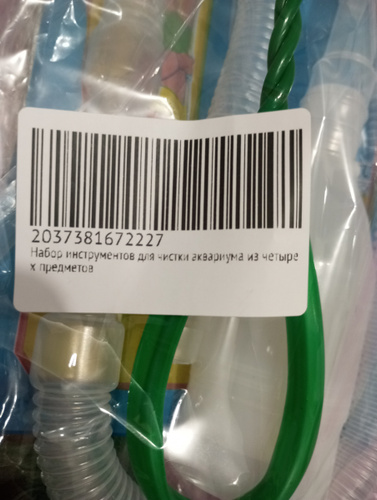 2037381672227
Набор инструментов для чистки аквариума из четыре
х предметов